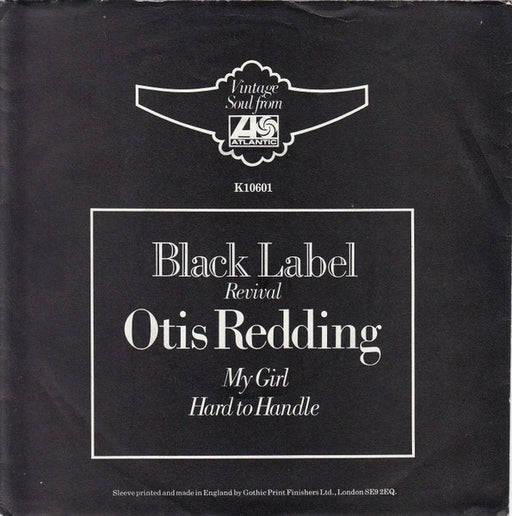 Vintage
Soul from
ATLANTIC
K10601
Black Label
Revival
Otis Redding
My Girl
Hard to Handle
Sleeve printed and made in England by Gothic Print Finishers Ltd., London SE9 2EQ.